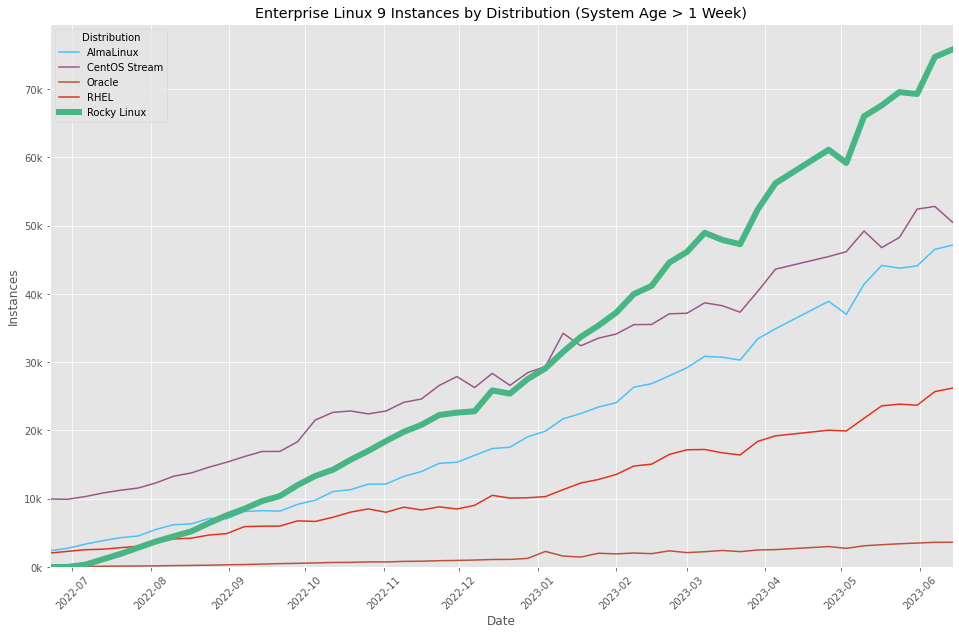 Enterprise Linux 9 Instances by Distribution (System Age > 1 Week)
Distribution
AlmaLinux
CentOS Stream
Oracle
RHEL
Rocky Linux
70k
60k
50k
40k
30k
20k
10k
0k
Instances
2022-07
2022-08
2022-09
2022-10
2022-11
2022-12
2023-01
2023-02
2023-03
2023-04
2023-05
2023-06
Date